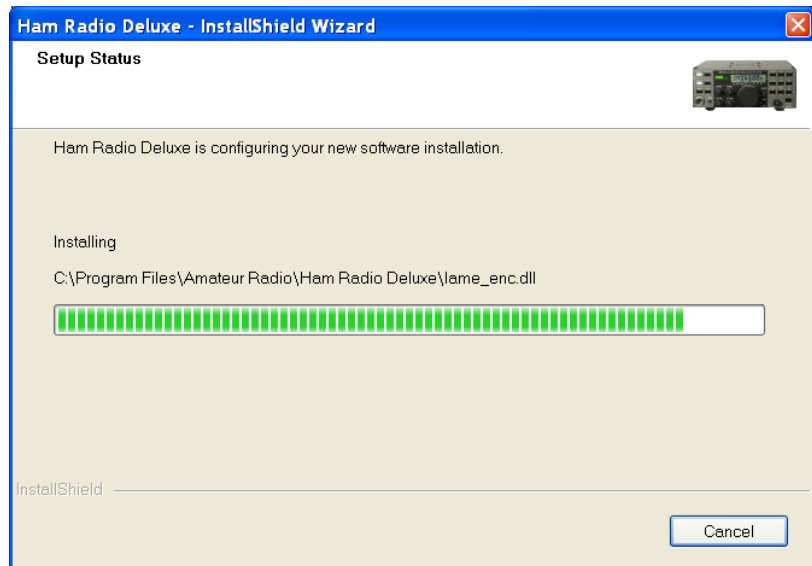 Ham Radio Deluxe - InstallShield Wizard
Setup Status
Ham Radio Deluxe is configuring your new software installation.
Installing
C:\Program Files\Amateur Radio\Ham Radio Deluxe\lame_enc.dll
InstallShield
Cancel